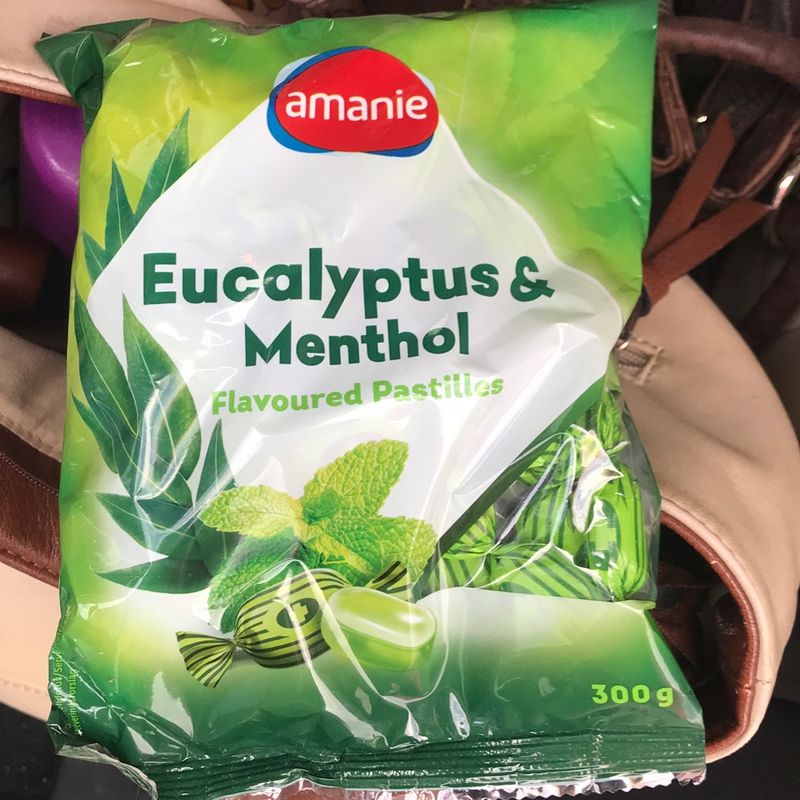 amanie
Eucalyptus &
Menthol
Flavoured Pastilles
300 g